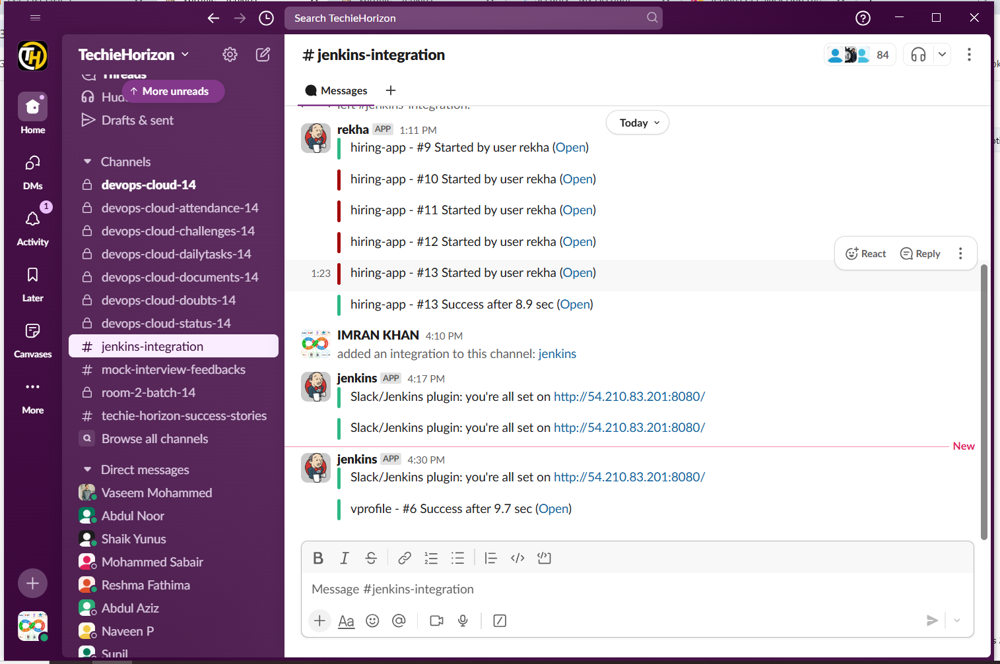 Search TechieHorizon
TH
Home
DMs
1
Activity
Later
Canvases
More
TechieHorizon
Threads
More unreads
Drafts & sent
Channels
devops-cloud-14
devops-cloud-attendance-14
devops-cloud-challenges-14
devops-cloud-dailytasks-14
devops-cloud-documents-14
devops-cloud-doubts-14
devops-cloud-status-14
# jenkins-integration
# mock-interview-feedbacks
room-2-batch-14
# techie-horizon-success-stories
Browse all channels
Direct messages
Vaseem Mohammed
Abdul Noor
Shaik Yunus
Mohammed Sabair
Reshma Fathima
Abdul Aziz
Naveen P
Sunil
# jenkins-integration
84
Messages
left #jenkins-integration.
Today
rekha APP 1:11 PM
hiring-app - #9 Started by user rekha (Open)
hiring-app - #10 Started by user rekha (Open)
hiring-app - #11 Started by user rekha (Open)
hiring-app - #12 Started by user rekha (Open)
React Reply
1:23 hiring-app - #13 Started by user rekha (Open)
hiring-app - #13 Success after 8.9 sec (Open)
IMRAN KHAN 4:10 PM
added an integration to this channel: jenkins
jenkins APP 4:17 PM
Slack/Jenkins plugin: you're all set on http://54.210.83.201:8080/
Slack/Jenkins plugin: you're all set on http://54.210.83.201:8080/
New
jenkins APP 4:30 PM
Slack/Jenkins plugin: you're all set on http://54.210.83.201:8080/
vprofile - #6 Success after 9.7 sec (Open)
Message #jenkins-integration
Aa